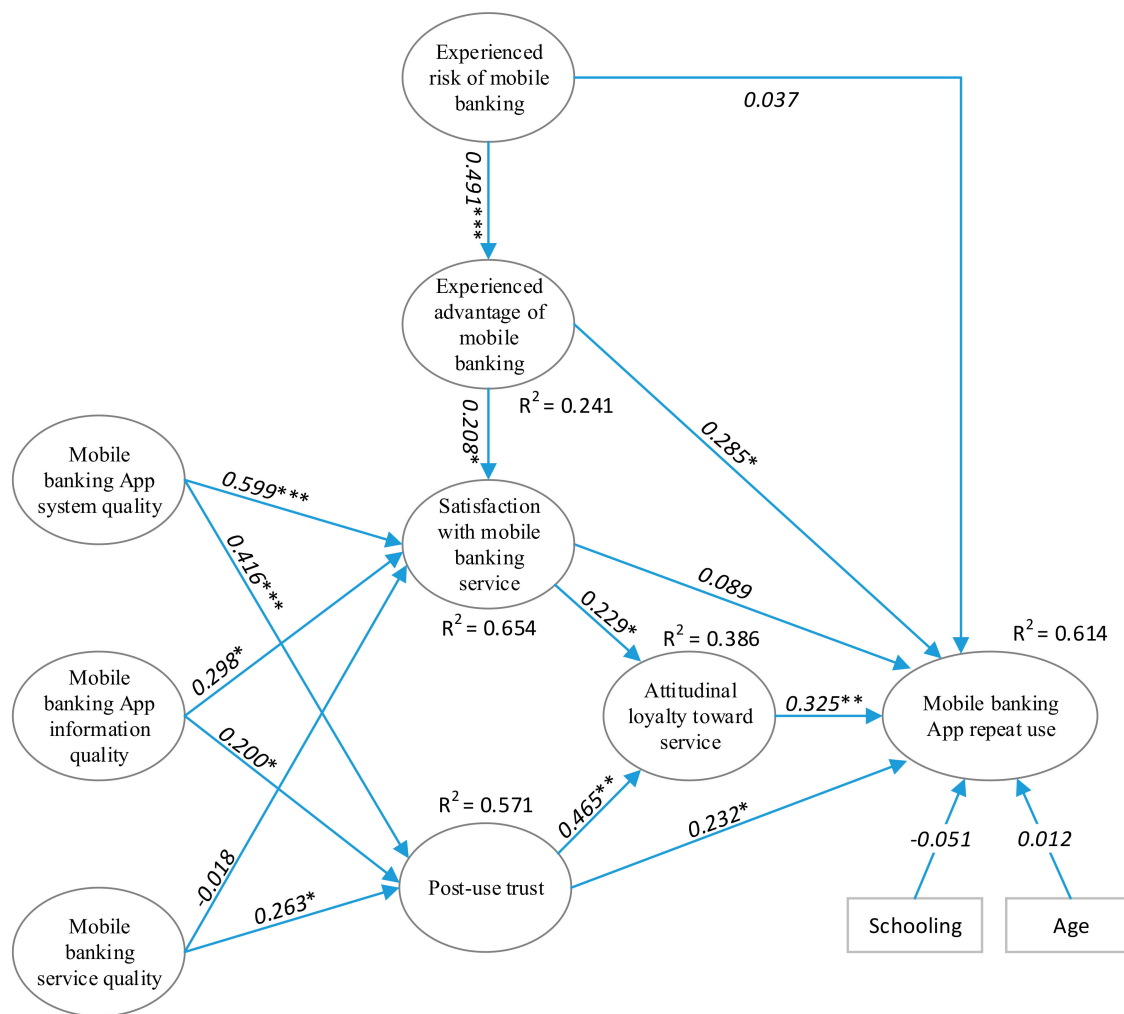 Experienced
risk of mobile
banking
0.037
0.491***
Experienced
advantage of
mobile
banking
R² = 0.241
0.208*
0.285*
Mobile
banking App
system quality
0.599***
0.416***
Satisfaction
with mobile
banking
service
R² = 0.654
0.089
0.229*
R² = 0.386
R² = 0.614
Mobile
banking App
information
quality
0.298*
0.200*
Attitudinal
loyalty toward
service
0.325**
Mobile banking
App repeat use
R² = 0.571
0.465**
0.232*
-0.018
Post-use trust
0.263*
Mobile
banking
service quality
-0.051
0.012
Schooling
Age